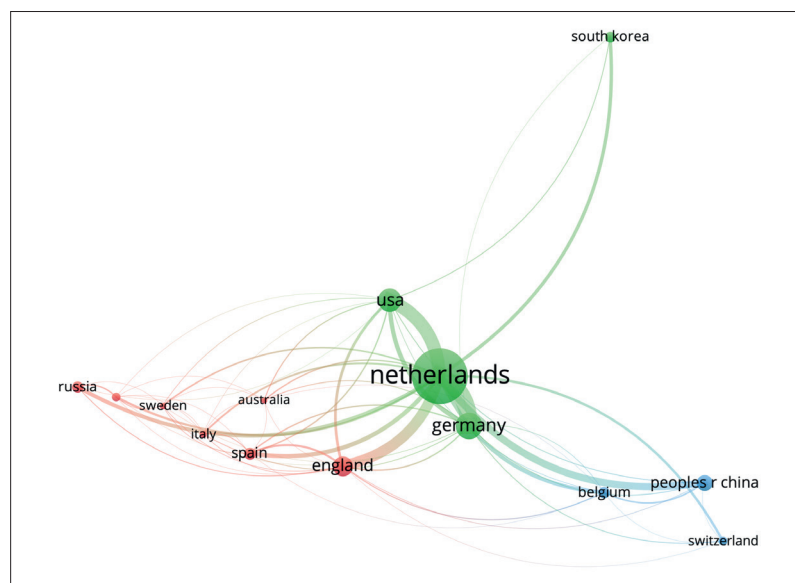 south korea
usa
netherlands
russia
sweden
australia
italy
germany
spain
england
peoples r china
belgium
switzerland